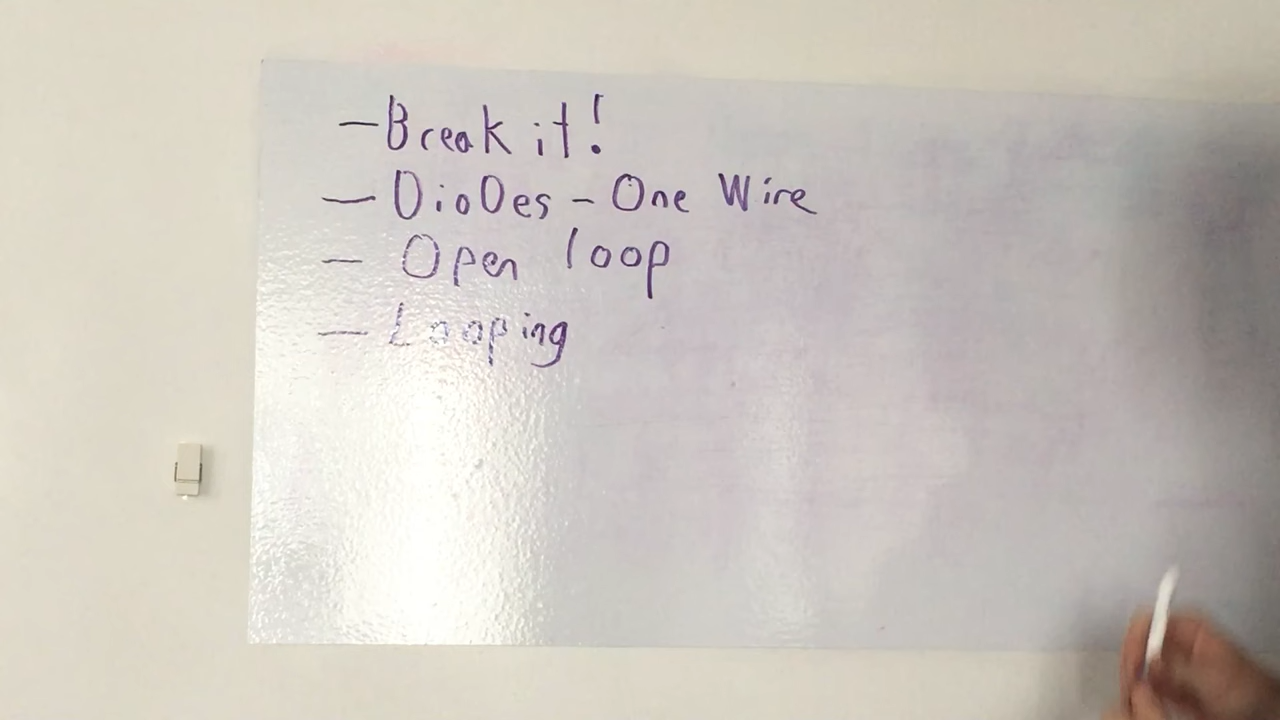 - Break it!
- DioDes - One Wire
- Open loop
- Looping